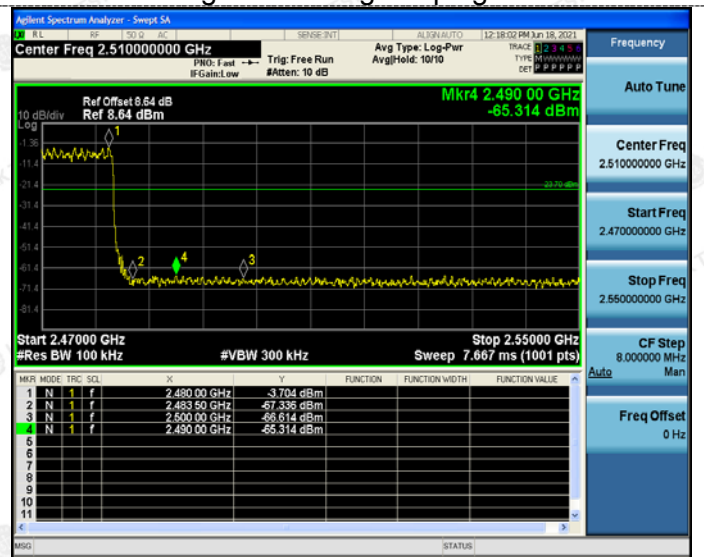 Agilent Spectrum Analyzer - Swept SA
RL RF 50 Ω AC SENSE:INT ALIGN AUTO 12:18:02 PM Jun 18, 2021
Center Freq 2.510000000 GHz
PNO: Fast
IFGain:Low
Trig: Free Run
#Atten: 10 dB
Avg Type: Log-Pwr
Avg|Hold: 10/10
TRACE 1 2 3 4 5 6
TYPE M
DET P P P P P P
Frequency
Auto Tune
Center Freq
2.510000000 GHz
Start Freq
2.470000000 GHz
Stop Freq
2.550000000 GHz
CF Step
8.000000 MHz
Auto Man
Freq Offset
0 Hz
Mkr4 2.490 00 GHz
-65.314 dBm
Ref Offset 8.64 dB
10 dB/div Ref 8.64 dBm
Log
-1.36
-11.4
-21.4
-31.4
-41.4
-51.4
-61.4
-71.4
-81.4
1
2
4
3
-23.70 dBm
Start 2.47000 GHz Stop 2.55000 GHz
#Res BW 100 kHz #VBW 300 kHz Sweep 7.667 ms (1001 pts)
MKR MODE TRC SCL X Y FUNCTION FUNCTION WIDTH FUNCTION VALUE
1 N 1 f 2.480 00 GHz -3.704 dBm
2 N 1 f 2.483 50 GHz -67.336 dBm
3 N 1 f 2.500 00 GHz -66.614 dBm
4 N 1 f 2.490 00 GHz -65.314 dBm
5
6
7
8
9
10
11
MSG STATUS